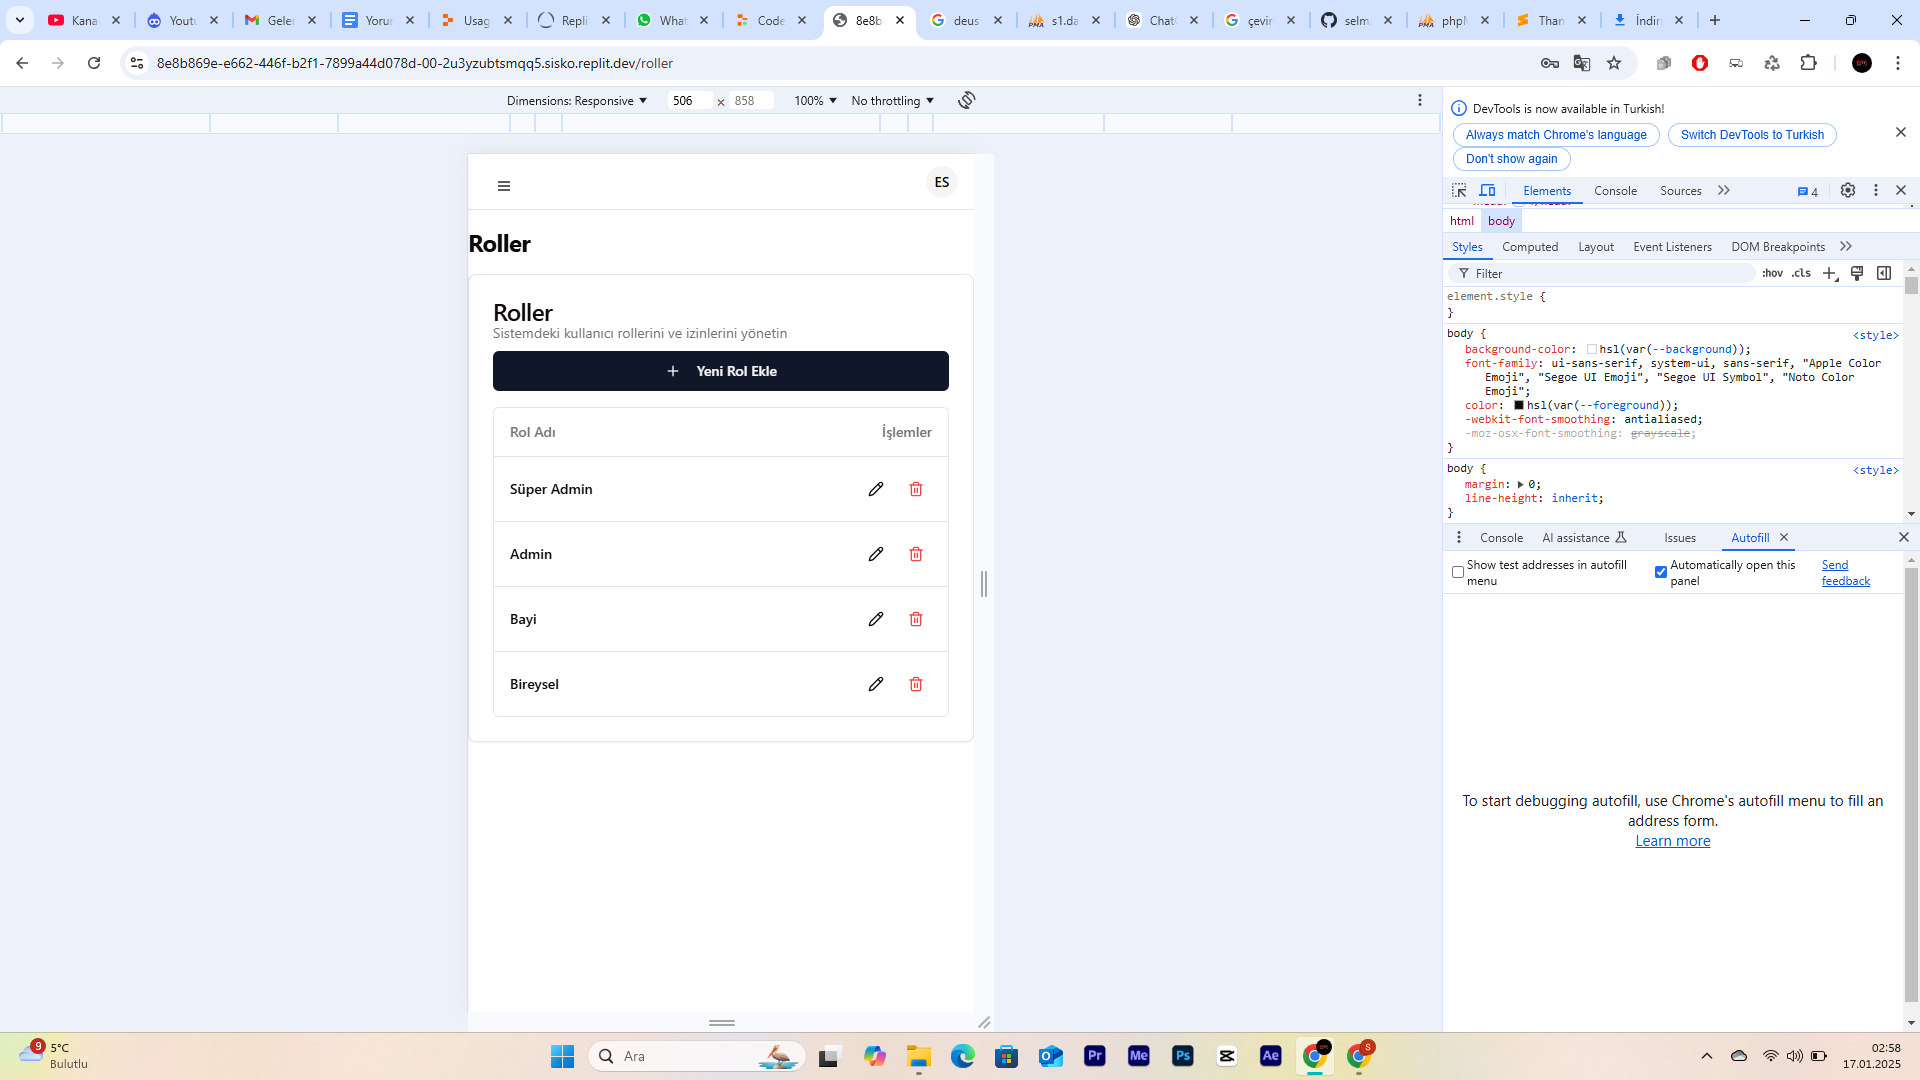 Kana
Yout
Geler
Yorur
Usag
Repli
What
Code
8e8b
deus
s1.da
Chat
çevir
selm
phpM
Than
İndir
8e8b869e-e662-446f-b2f1-7899a44d078d-00-2u3yzubtsmqq5.sisko.replit.dev/roller
Dimensions: Responsive 506 × 858 100% No throttling
DevTools is now available in Turkish!
Always match Chrome's language Switch DevTools to Turkish
Don't show again
Elements Console Sources 4
html body
Styles Computed Layout Event Listeners DOM Breakpoints
Filter :hov .cls
element.style {
}
body { <style>
background-color: hsl(var(--background));
font-family: ui-sans-serif, system-ui, sans-serif, "Apple Color
Emoji", "Segoe UI Emoji", "Segoe UI Symbol", "Noto Color
Emoji";
color: hsl(var(--foreground));
-webkit-font-smoothing: antialiased;
-moz-osx-font-smoothing: grayscale;
}
body { <style>
margin: 0;
line-height: inherit;
}
Console AI assistance Issues Autofill
Show test addresses in autofill
menu
Automatically open this
panel
Send
feedback
To start debugging autofill, use Chrome's autofill menu to fill an
address form.
Learn more
ES
Roller
Roller
Sistemdeki kullanıcı rollerini ve izinlerini yönetin
+ Yeni Rol Ekle
Rol Adı İşlemler
Süper Admin
Admin
Bayi
Bireysel
9
5°C
Bulutlu
Ara
Pr
Me
Ps
Ae
S
02:58
17.01.2025